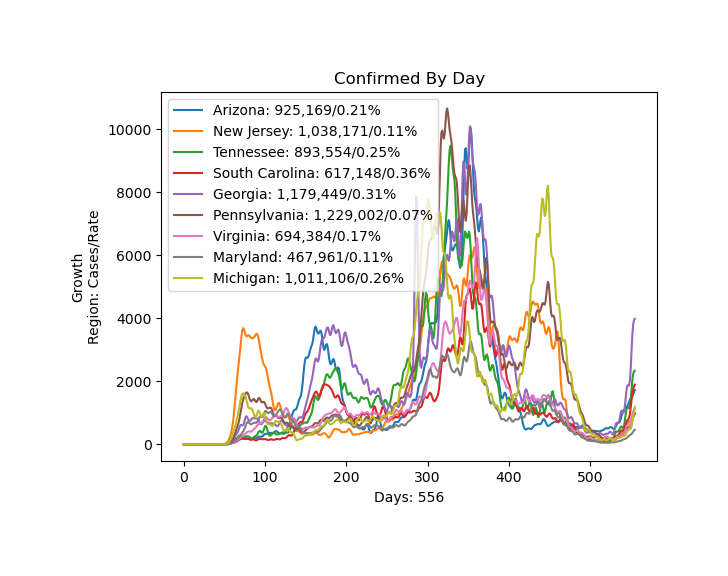 Confirmed By Day
Growth
Region: Cases/Rate
10000
8000
6000
4000
2000
0
Arizona: 925,169/0.21%
New Jersey: 1,038,171/0.11%
Tennessee: 893,554/0.25%
South Carolina: 617,148/0.36%
Georgia: 1,179,449/0.31%
Pennsylvania: 1,229,002/0.07%
Virginia: 694,384/0.17%
Maryland: 467,961/0.11%
Michigan: 1,011,106/0.26%
0 100 200 300 400 500
Days: 556